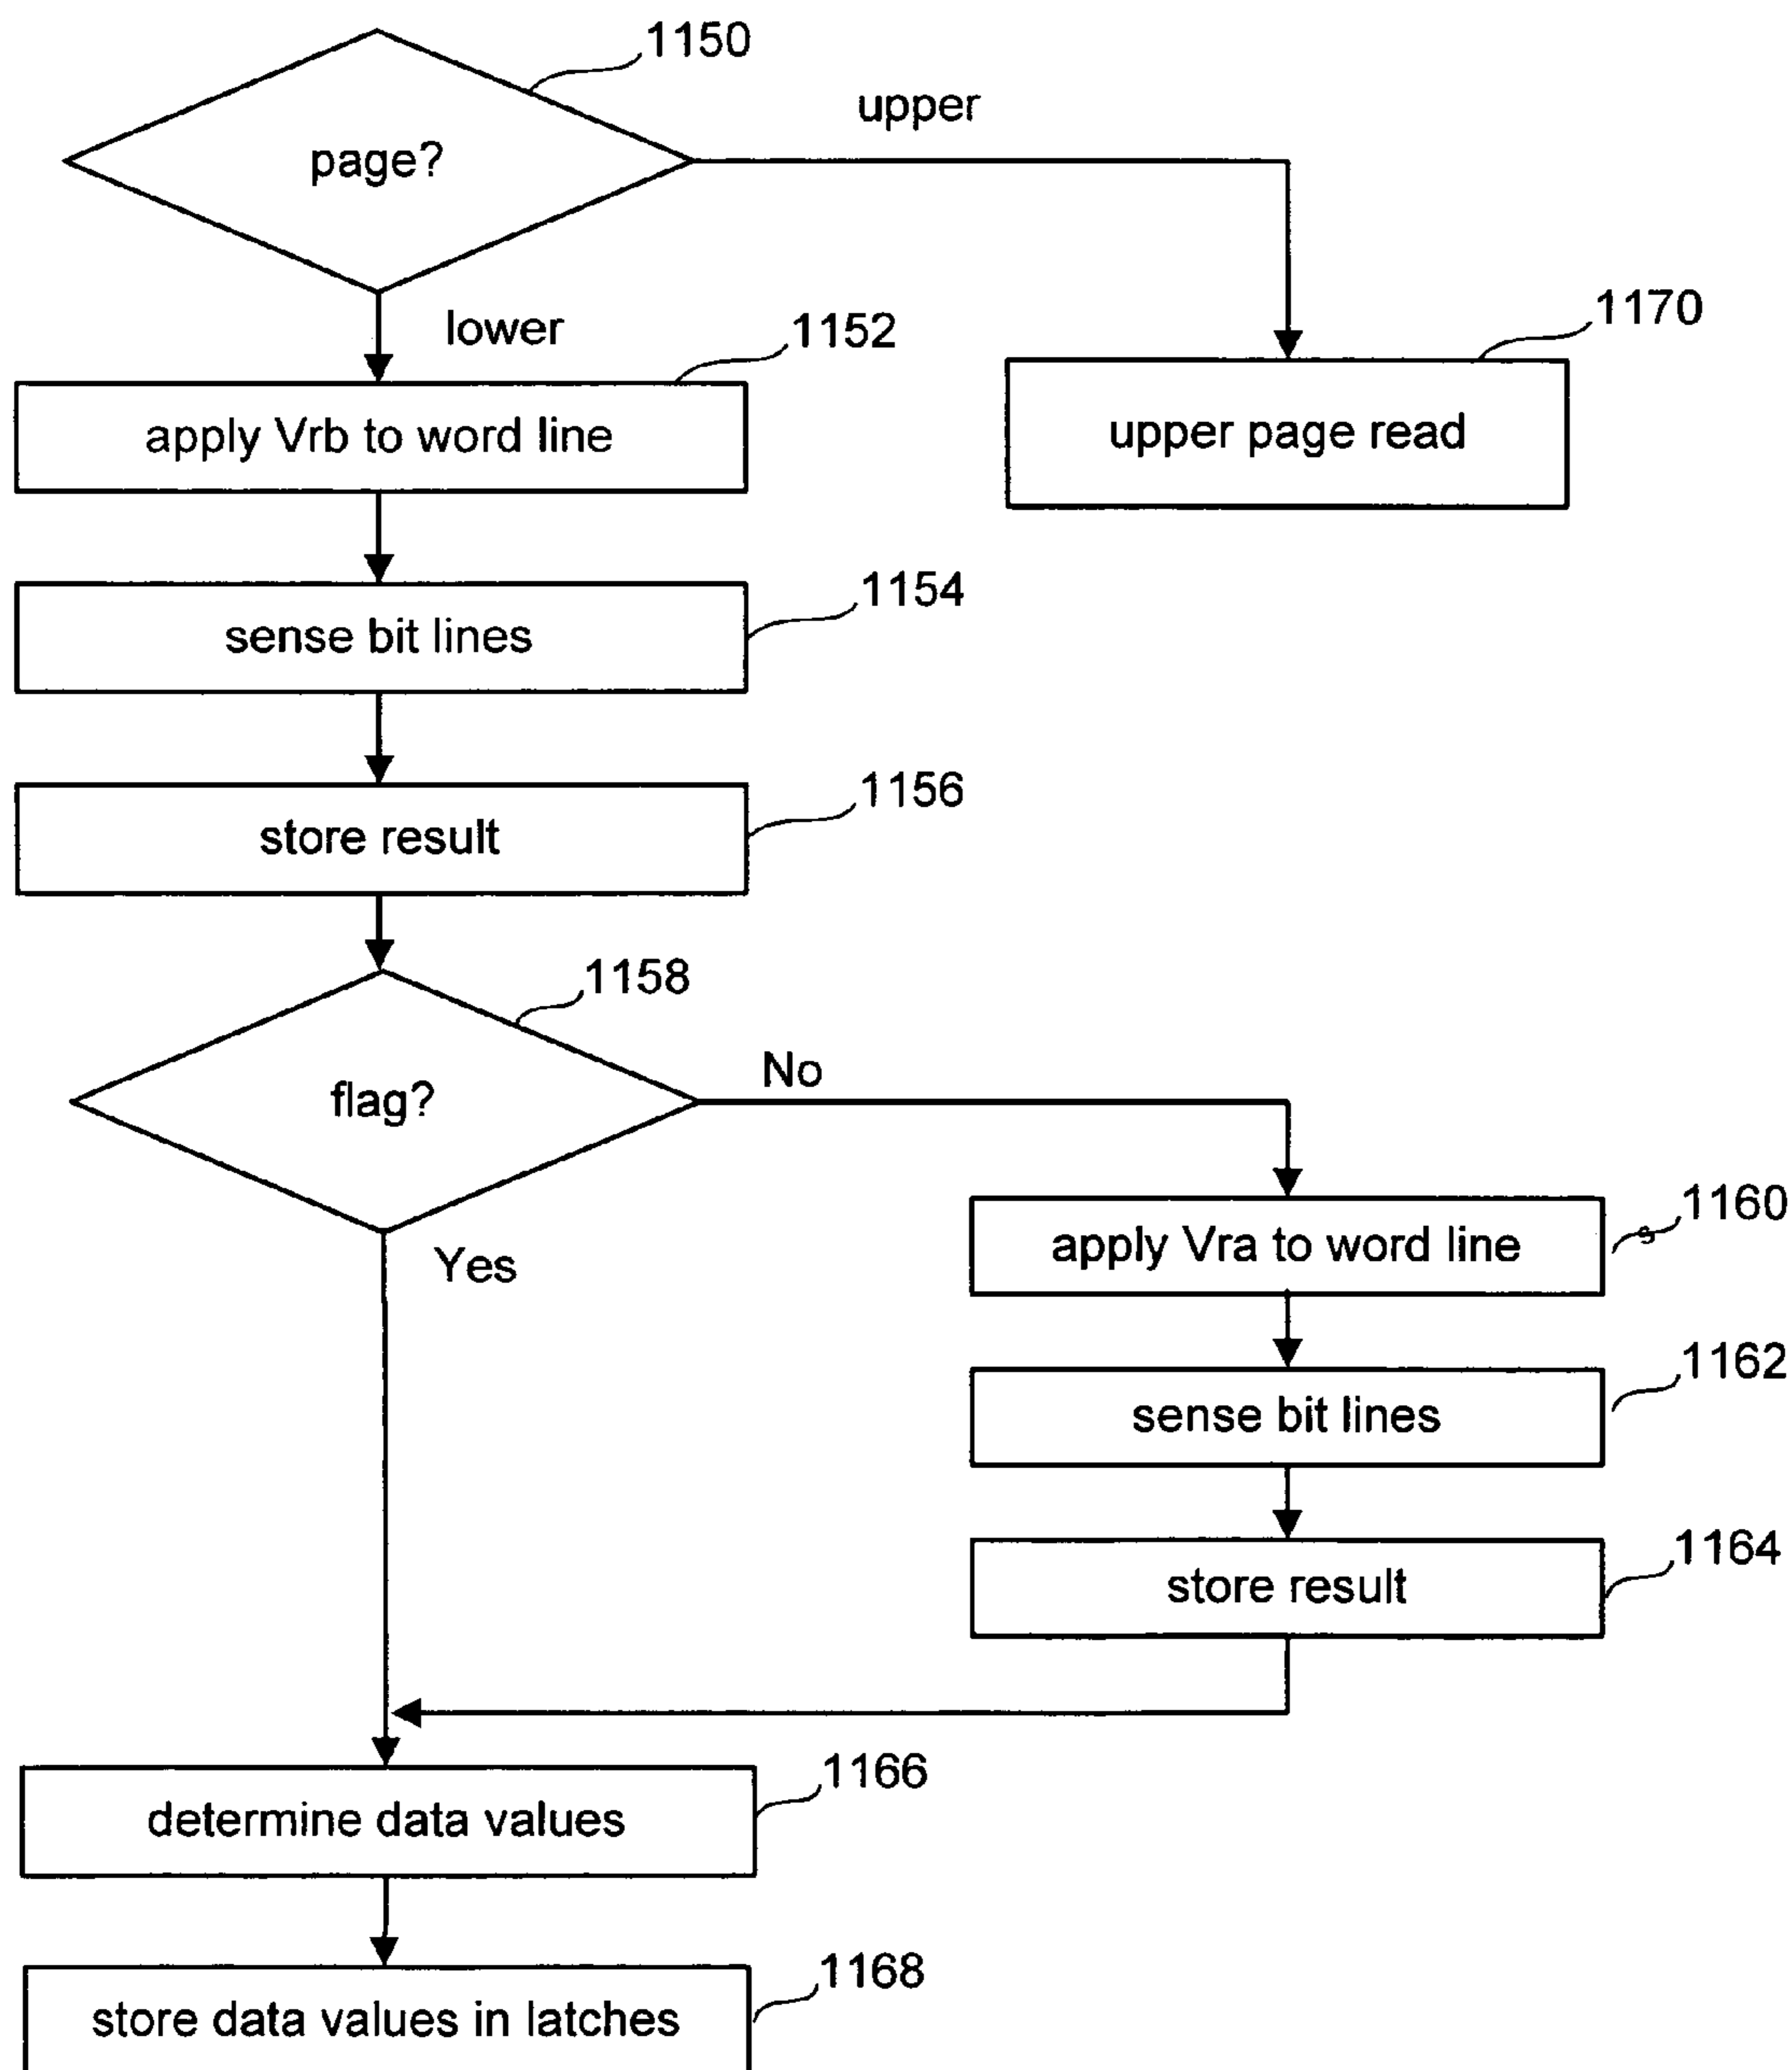 1150
upper
page?
1170
lower
1152
apply Vrb to word line
upper page read
1154
sense bit lines
1156
store result
1158
No
flag?
1160
apply Vra to word line
Yes
1162
sense bit lines
1164
store result
1166
determine data values
1168
store data values in latches